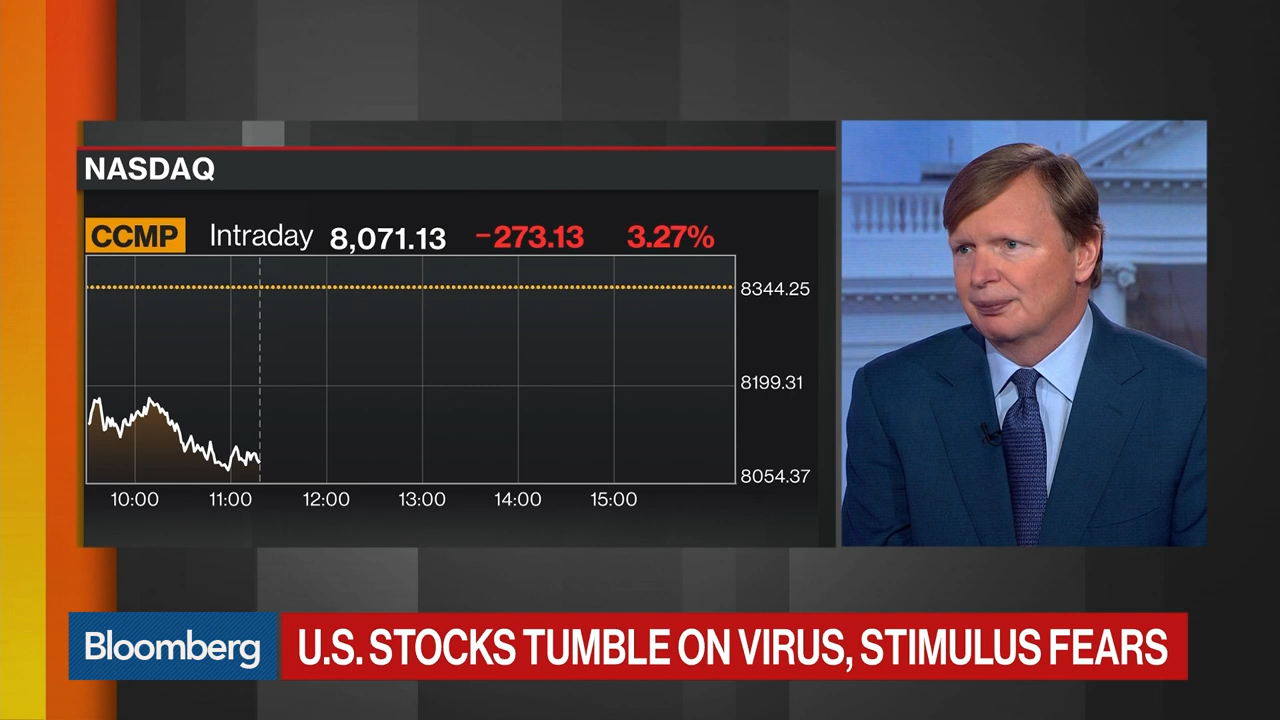 NASDAQ
CCMP Intraday 8,071.13 -273.13 3.27%
8344.25
8199.31
8054.37
10:00 11:00 12:00 13:00 14:00 15:00
Bloomberg U.S. STOCKS TUMBLE ON VIRUS, STIMULUS FEARS